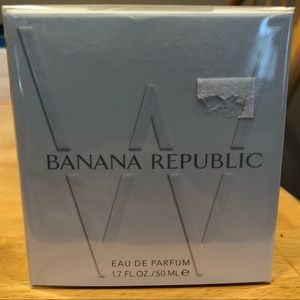 W
BANANA REPUBLIC
EAU DE PARFUM
1.7 FL.OZ./50 ML ℮